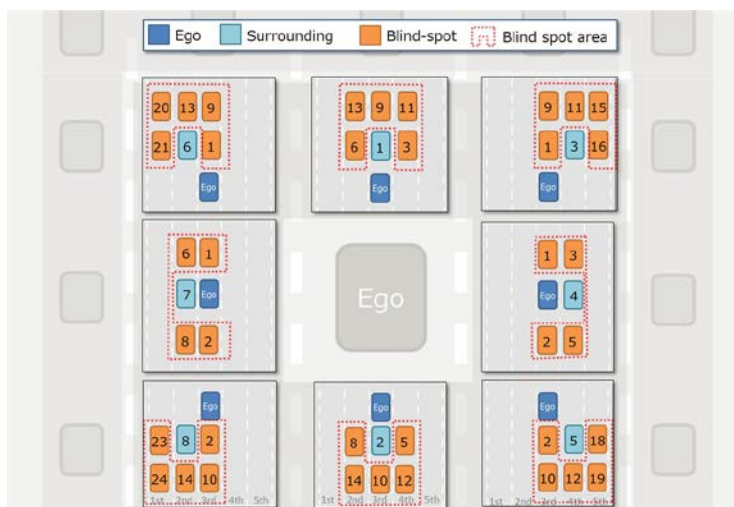 Ego Surrounding Blind-spot Blind spot area
20 13 9
21 6 1
Ego
13 9 11
6 1 3
Ego
9 11 15
1 3 16
Ego
6 1
7 Ego
8 2
Ego
1 3
Ego 4
2 5
Ego
23 8 2
24 14 10
1st 2nd 3rd 4th 5th
Ego
8 2 5
14 10 12
1st 2nd 3rd 4th 5th
Ego
2 5 18
10 12 19
1st 2nd 3rd 4th 5th